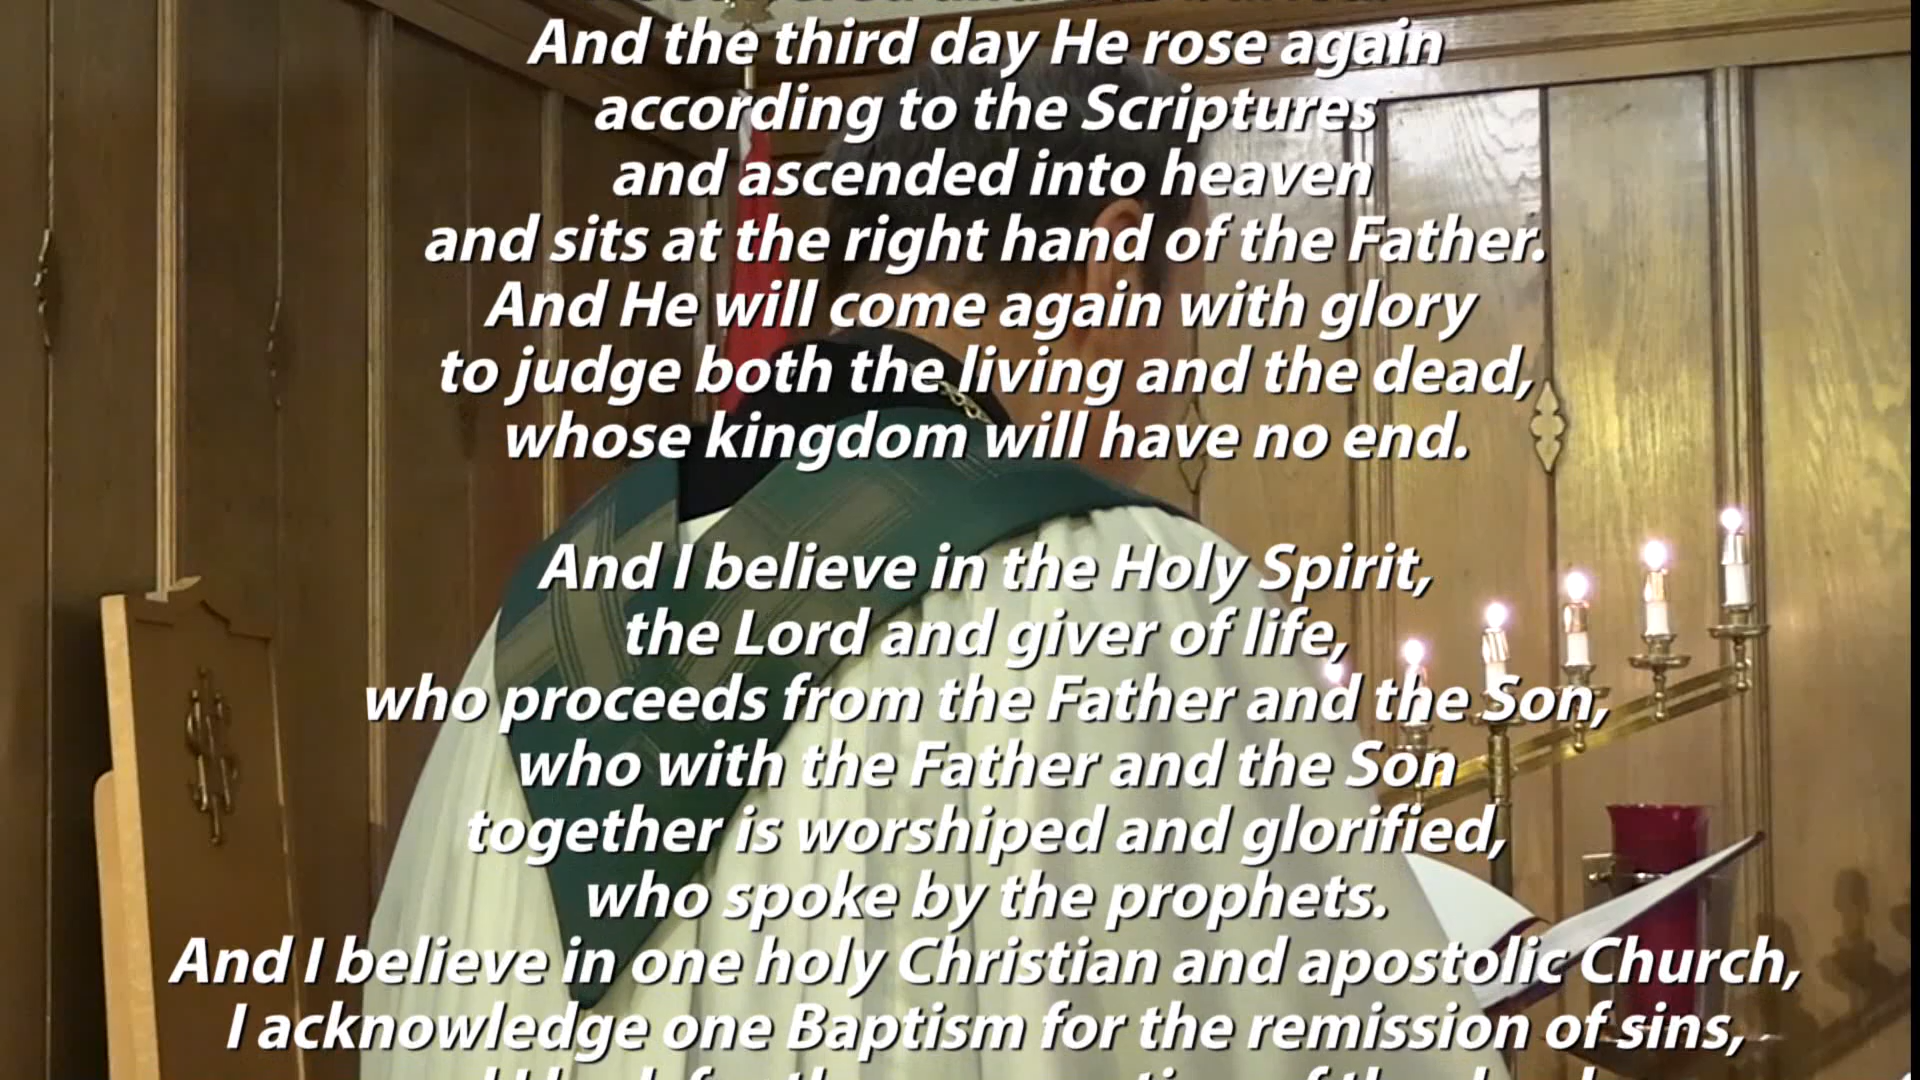 And the third day He rose again
according to the Scriptures
and ascended into heaven
and sits at the right hand of the Father.
And He will come again with glory
to judge both the living and the dead,
whose kingdom will have no end.
And I believe in the Holy Spirit,
the Lord and giver of life,
who proceeds from the Father and the Son,
who with the Father and the Son
together is worshiped and glorified,
who spoke by the prophets.
And I believe in one holy Christian and apostolic Church,
I acknowledge one Baptism for the remission of sins,